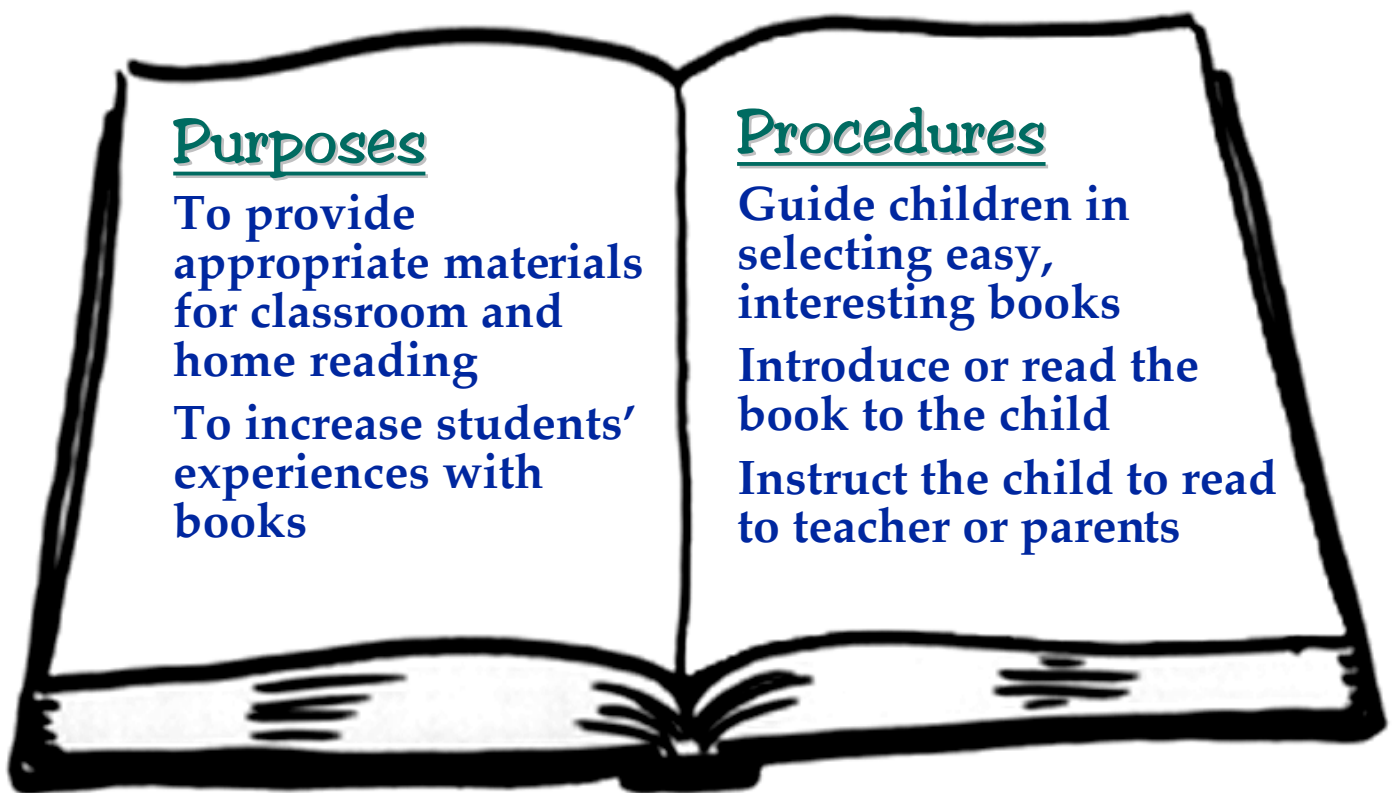 Purposes
To provide
appropriate materials
for classroom and
home reading
To increase students’
experiences with
books
Procedures
Guide children in
selecting easy,
interesting books
Introduce or read the
book to the child
Instruct the child to read
to teacher or parents